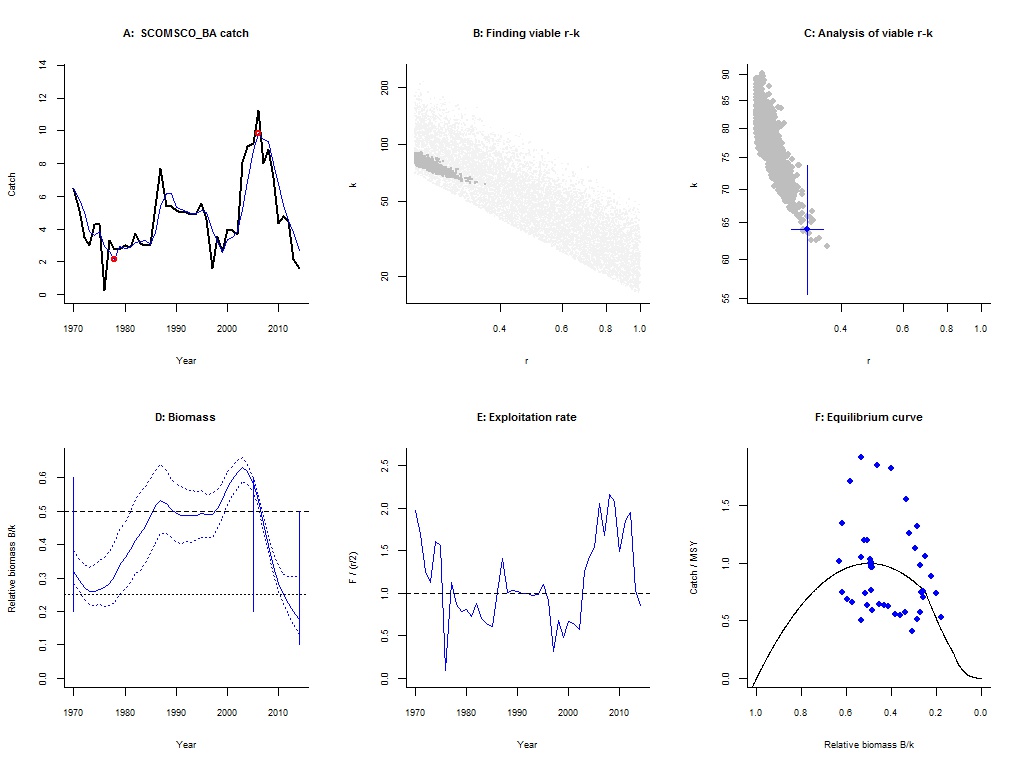 A:  SCOMSCO_BA catch
Catch
14
12
10
8
6
4
2
0
1970 1980 1990 2000 2010
Year
B: Finding viable r-k
k
200
100
50
20
0.4 0.6 0.8 1.0
r
C: Analysis of viable r-k
k
90
85
80
75
70
65
60
55
0.4 0.6 0.8 1.0
r
D: Biomass
Relative biomass B/k
0.6
0.5
0.4
0.3
0.2
0.1
0.0
1970 1980 1990 2000 2010
Year
E: Exploitation rate
F / (r/2)
2.5
2.0
1.5
1.0
0.5
0.0
1970 1980 1990 2000 2010
Year
F: Equilibrium curve
Catch / MSY
1.5
1.0
0.5
0.0
1.0 0.8 0.6 0.4 0.2 0.0
Relative biomass B/k